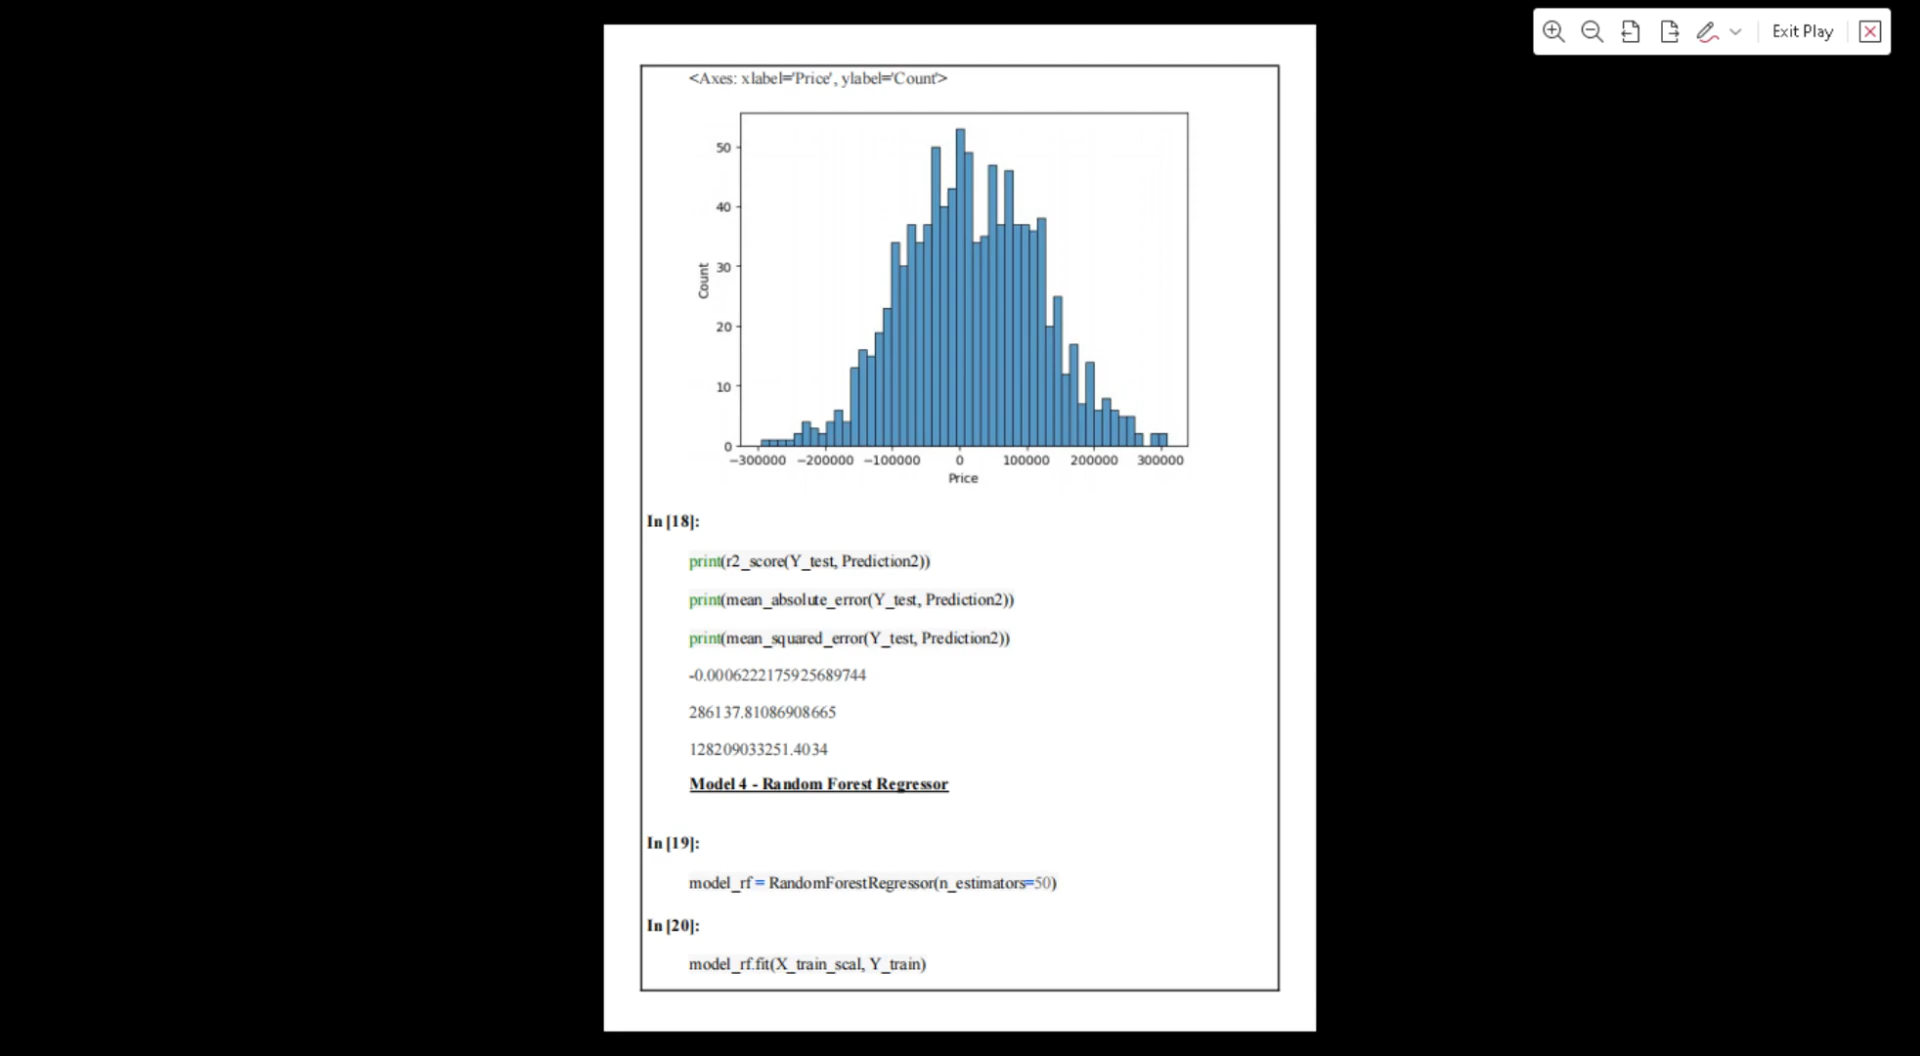 Exit Play
<Axes: xlabel='Price', ylabel='Count'>
50
40
30
20
10
0
Count
−300000 −200000 −100000 0 100000 200000 300000
Price
In [18]:
print(r2_score(Y_test, Prediction2))
print(mean_absolute_error(Y_test, Prediction2))
print(mean_squared_error(Y_test, Prediction2))
-0.0006222175925689744
286137.81086908665
128209033251.4034
Model 4 - Random Forest Regressor
In [19]:
model_rf = RandomForestRegressor(n_estimators=50)
In [20]:
model_rf.fit(X_train_scal, Y_train)